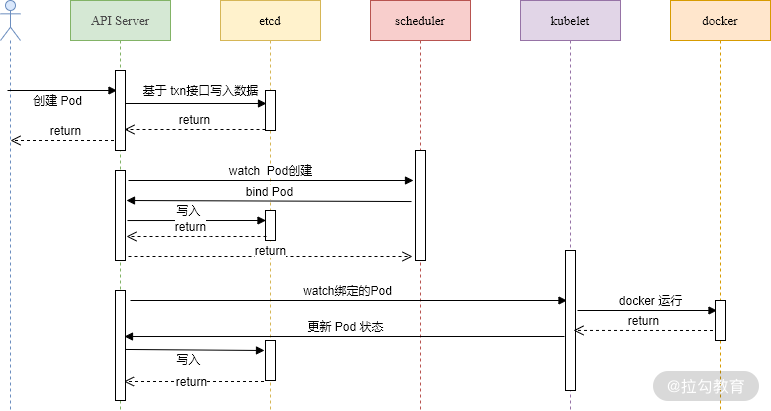 API Server
etcd
scheduler
kubelet
docker
创建 Pod
基于 txn接口写入数据
return
return
watch Pod创建
bind Pod
写入
return
return
watch绑定的Pod
docker 运行
return
更新 Pod 状态
写入
return
@拉勾教育